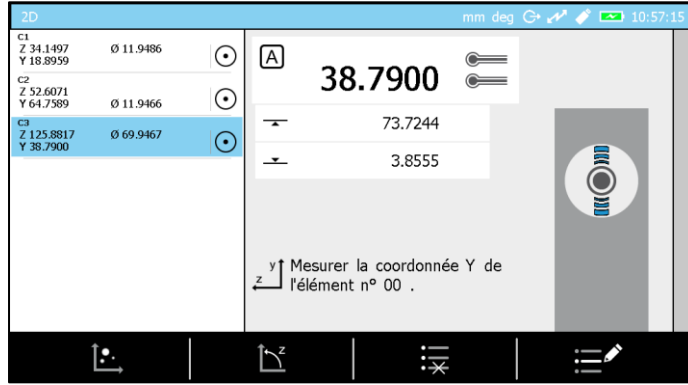 2D mm deg 10:57:15
C1
Z 34.1497 Ø 11.9486
Y 18.8959
C2
Z 52.6071
Y 64.7589 Ø 11.9466
C3
Z 125.8817 Ø 69.9467
Y 38.7900
A
38.7900
73.7244
3.8555
y
z
Mesurer la coordonnée Y de
l'élément nº 00 .
z